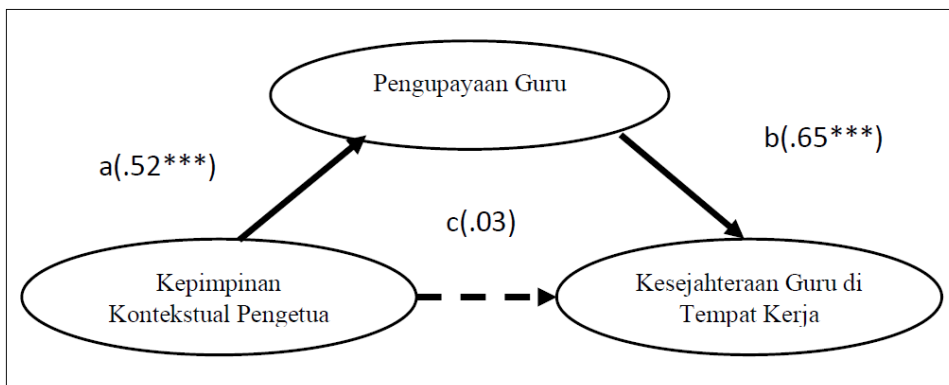 Pengupayaan Guru
a(.52***)
b(.65***)
c(.03)
Kepimpinan
Kontekstual Pengetua
Kesejahteraan Guru di
Tempat Kerja